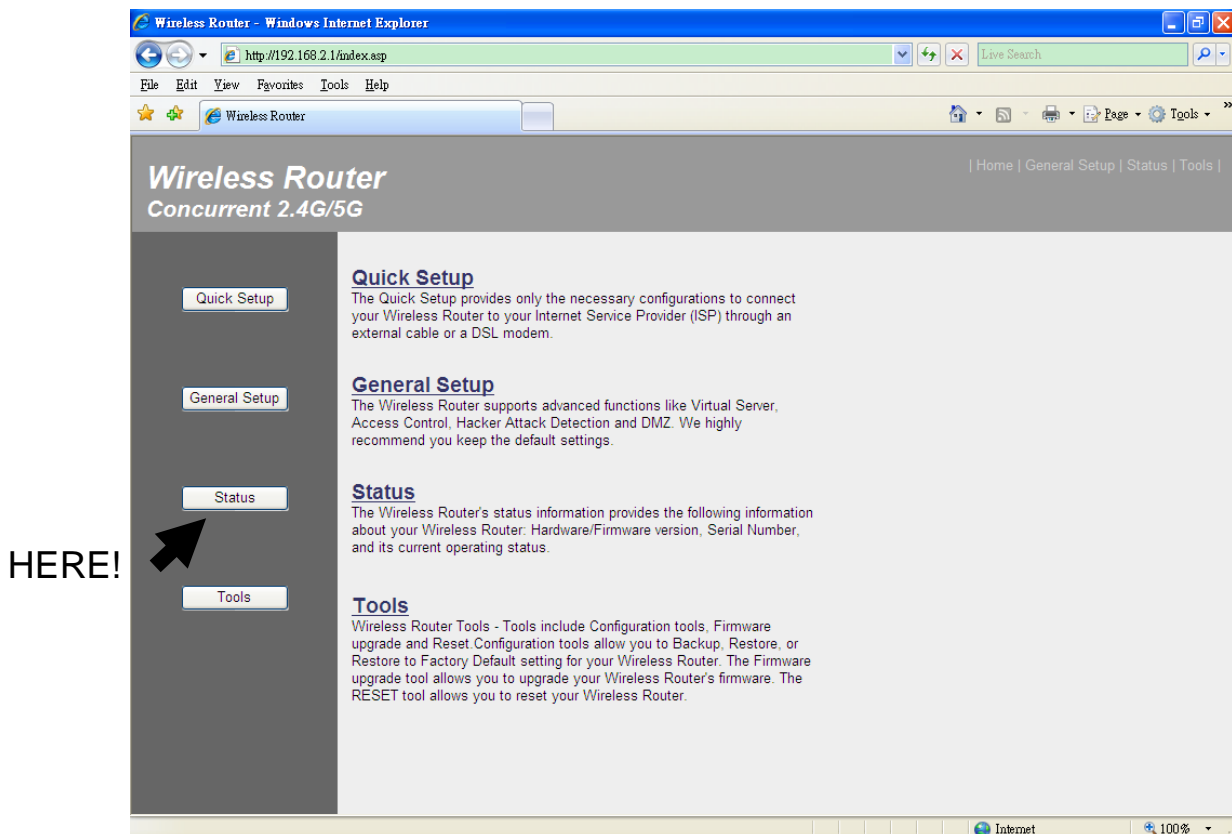 Wireless Router - Windows Internet Explorer
http://192.168.2.1/index.asp
Live Search
File Edit View Favorites Tools Help
Wireless Router
Page
Tools
»
Wireless Router
Concurrent 2.4G/5G
| Home | General Setup | Status | Tools |
Quick Setup
Quick Setup
The Quick Setup provides only the necessary configurations to connect
your Wireless Router to your Internet Service Provider (ISP) through an
external cable or a DSL modem.
General Setup
General Setup
The Wireless Router supports advanced functions like Virtual Server,
Access Control, Hacker Attack Detection and DMZ. We highly
recommend you keep the default settings.
Status
Status
The Wireless Router's status information provides the following information
about your Wireless Router: Hardware/Firmware version, Serial Number,
and its current operating status.
HERE!
Tools
Tools
Wireless Router Tools - Tools include Configuration tools, Firmware
upgrade and Reset.Configuration tools allow you to Backup, Restore, or
Restore to Factory Default setting for your Wireless Router. The Firmware
upgrade tool allows you to upgrade your Wireless Router's firmware. The
RESET tool allows you to reset your Wireless Router.
Internet
100%